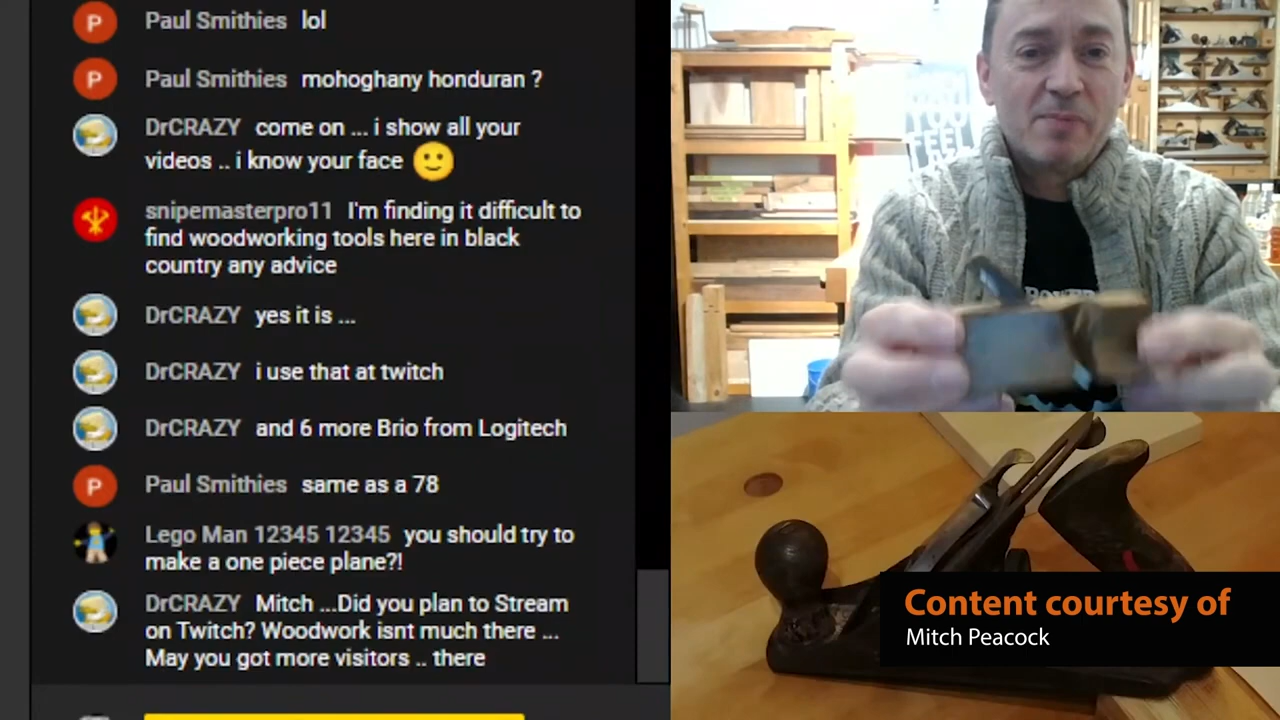 Paul Smithies lol
Paul Smithies mohoghany honduran ?
DrCRAZY come on ... i show all your
videos .. i know your face
snipemasterpro11 I'm finding it difficult to
find woodworking tools here in black
country any advice
DrCRAZY yes it is ...
DrCRAZY i use that at twitch
DrCRAZY and 6 more Brio from Logitech
Paul Smithies same as a 78
Lego Man 12345 12345 you should try to
make a one piece plane?!
DrCRAZY Mitch ...Did you plan to Stream
on Twitch? Woodwork isnt much there ...
May you got more visitors .. there
YOU
FEEL
Content courtesy of
Mitch Peacock